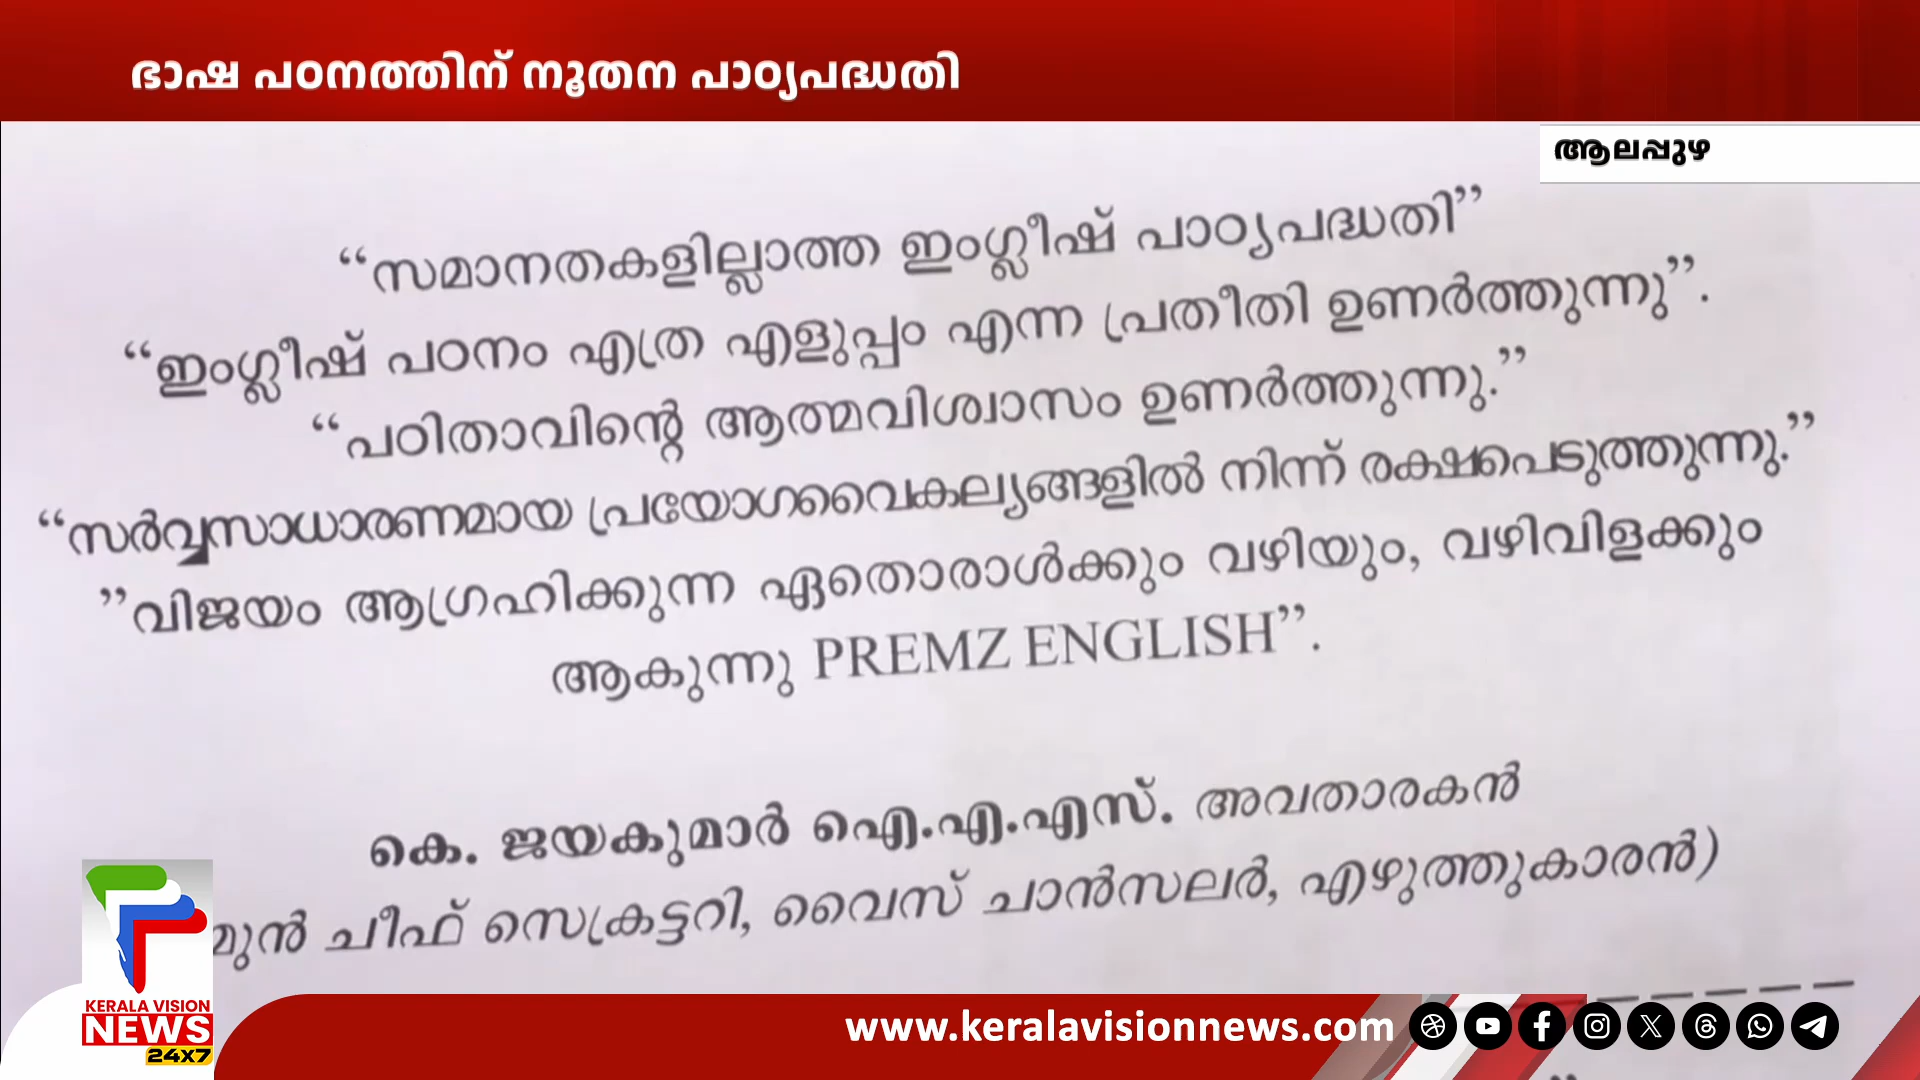 ഭാഷ പഠനത്തിന് നൂതന പാഠ്യപദ്ധതി
ആലപ്പുഴ
“സമാനതകളില്ലാത്ത ഇംഗ്ലീഷ് പാഠ്യപദ്ധതി”
“ഇംഗ്ലീഷ് പഠനം എത്ര എളുപ്പം എന്ന പ്രതീതി ഉണർത്തുന്നു”.
“പഠിതാവിന്റെ ആത്മവിശ്വാസം ഉണർത്തുന്നു.”
“സർവ്വസാധാരണമായ പ്രയോഗവൈകല്യങ്ങളിൽ നിന്ന് രക്ഷപെടുത്തുന്നു.”
”വിജയം ആഗ്രഹിക്കുന്ന ഏതൊരാൾക്കും വഴിയും, വഴിവിളക്കും
ആകുന്നു PREMZ ENGLISH”.
കെ. ജയകുമാർ ഐ.എ.എസ്. അവതാരകൻ
മുൻ ചീഫ് സെക്രട്ടറി, വൈസ് ചാൻസലർ, എഴുത്തുകാരൻ)
KERALA VISION
NEWS
24x7
www.keralavisionnews.com